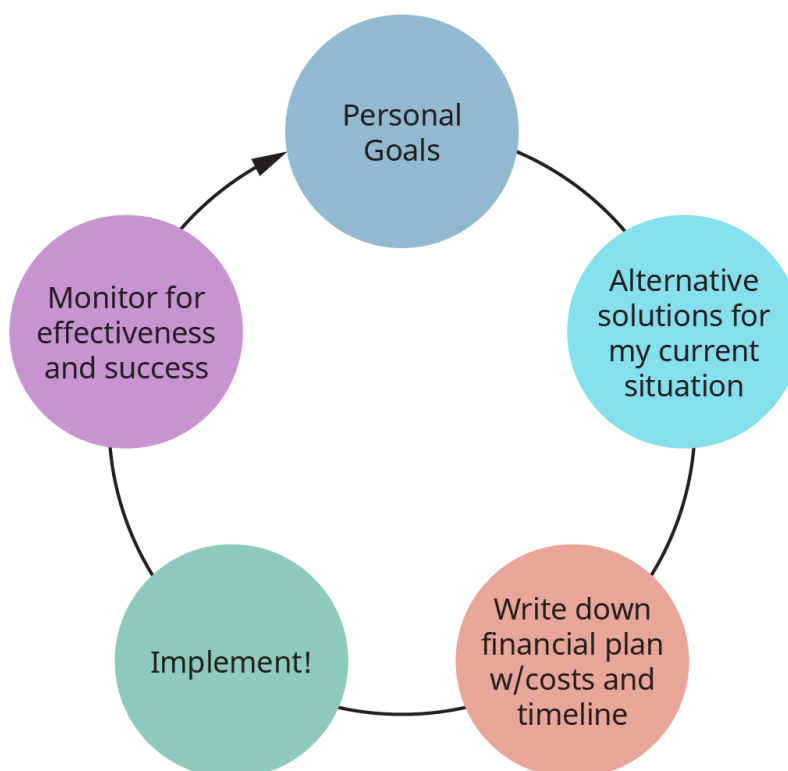 Personal
Goals
Alternative
solutions for
my current
situation
Write down
financial plan
w/costs and
timeline
Implement!
Monitor for
effectiveness
and success